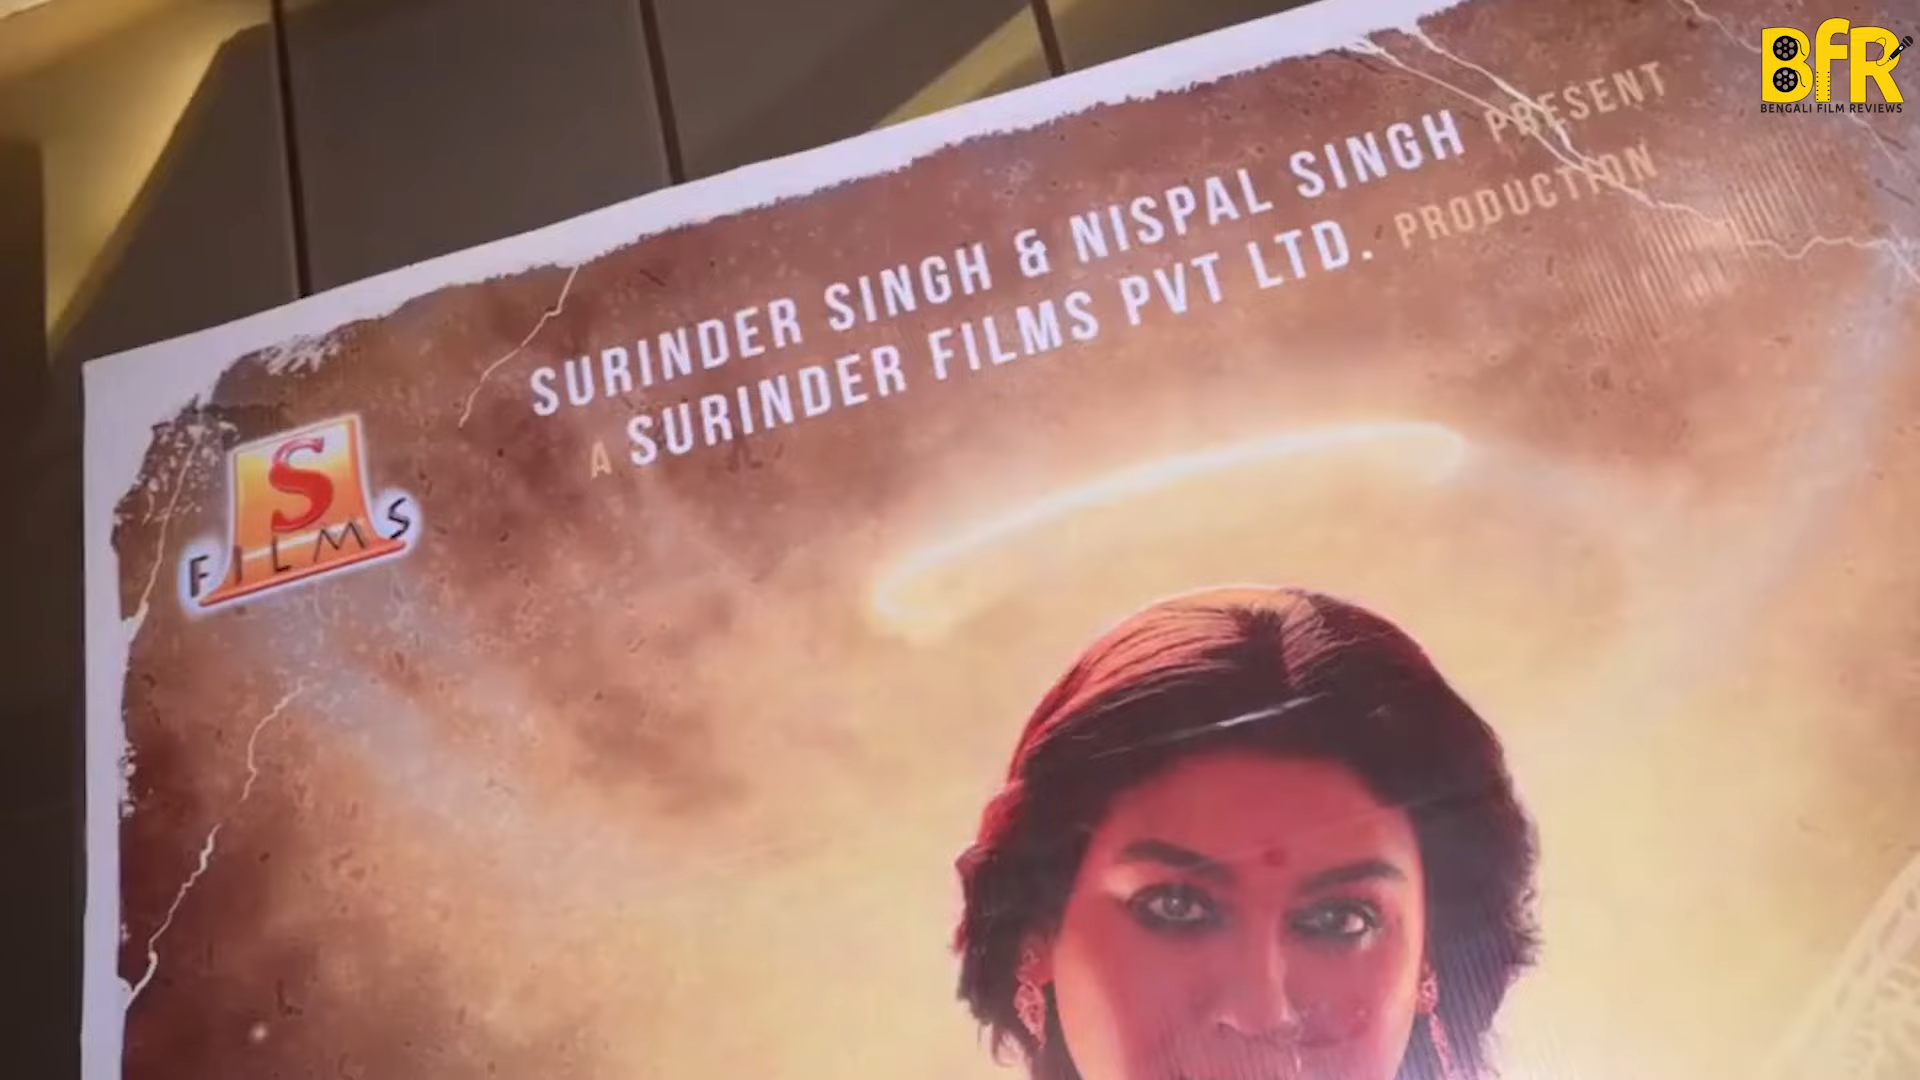 BfR
BENGALI FILM REVIEWS
SURINDER SINGH & NISPAL SINGH PRESENT
A SURINDER FILMS PVT LTD. PRODUCTION
S
FILMS